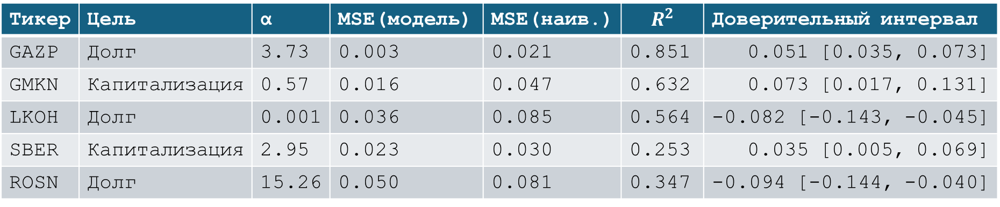 Тикер Цель α MSE(модель) MSE(наив.) R² Доверительный интервал
GAZP Долг 3.73 0.003 0.021 0.851 0.051 [0.035, 0.073]
GMKN Капитализация 0.57 0.016 0.047 0.632 0.073 [0.017, 0.131]
LKOH Долг 0.001 0.036 0.085 0.564 -0.082 [-0.143, -0.045]
SBER Капитализация 2.95 0.023 0.030 0.253 0.035 [0.005, 0.069]
ROSN Долг 15.26 0.050 0.081 0.347 -0.094 [-0.144, -0.040]